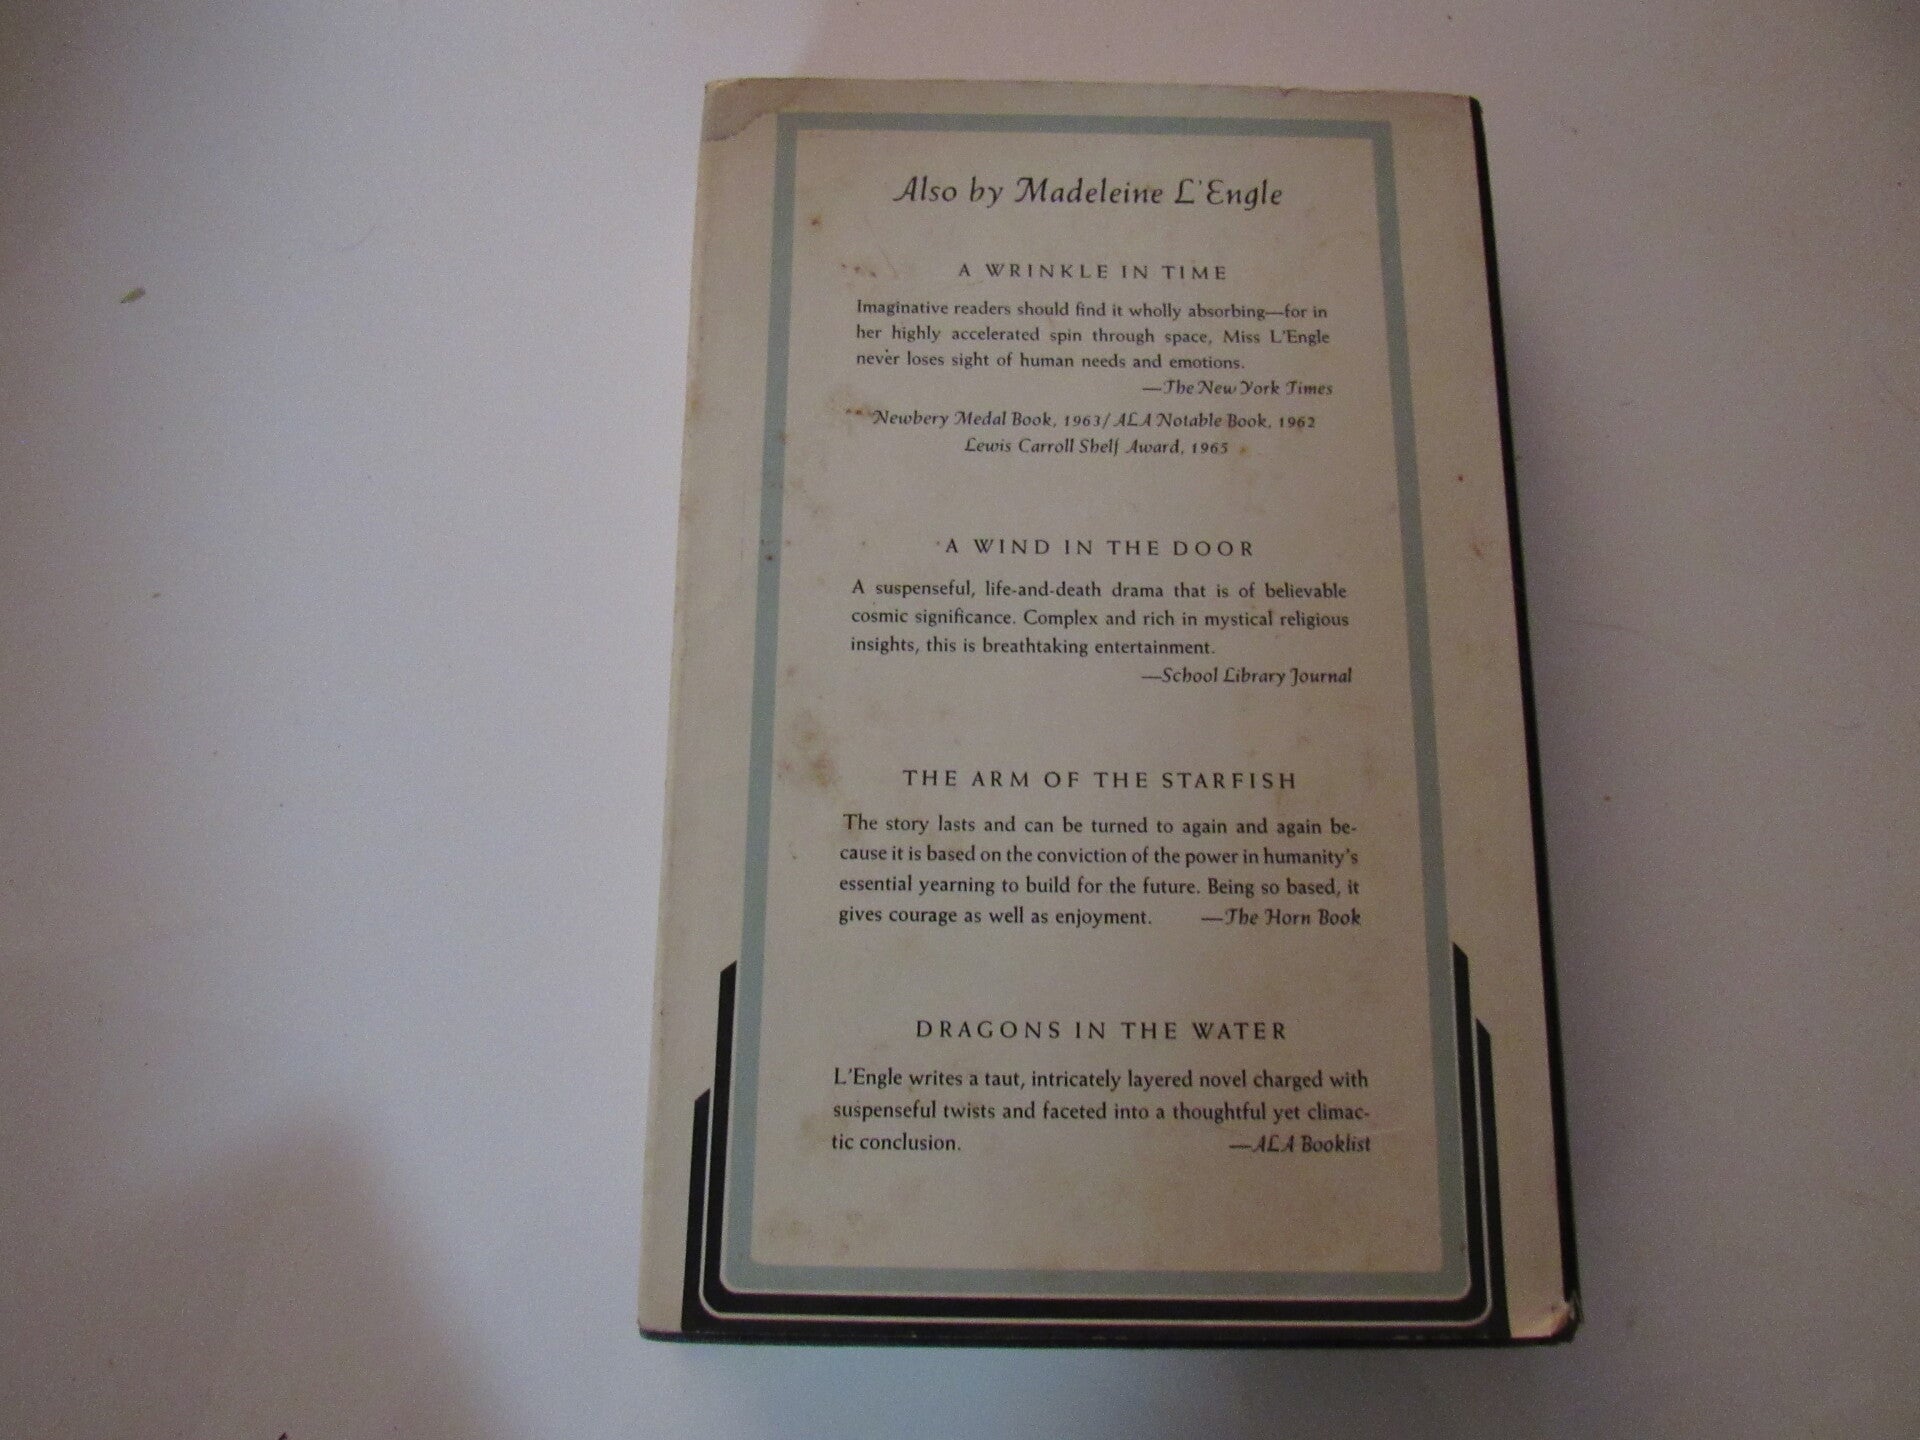 Also by Madeleine L'Engle
A WRINKLE IN TIME
Imaginative readers should find it wholly absorbing—for in
her highly accelerated spin through space, Miss L'Engle
never loses sight of human needs and emotions.
—The New York Times
Newbery Medal Book, 1963/ALA Notable Book, 1962
Lewis Carroll Shelf Award, 1965
A WIND IN THE DOOR
A suspenseful, life-and-death drama that is of believable
cosmic significance. Complex and rich in mystical religious
insights, this is breathtaking entertainment.
—School Library Journal
THE ARM OF THE STARFISH
The story lasts and can be turned to again and again be-
cause it is based on the conviction of the power in humanity's
essential yearning to build for the future. Being so based, it
gives courage as well as enjoyment. —The Horn Book
DRAGONS IN THE WATER
L'Engle writes a taut, intricately layered novel charged with
suspenseful twists and faceted into a thoughtful yet climac-
tic conclusion. —ALA Booklist